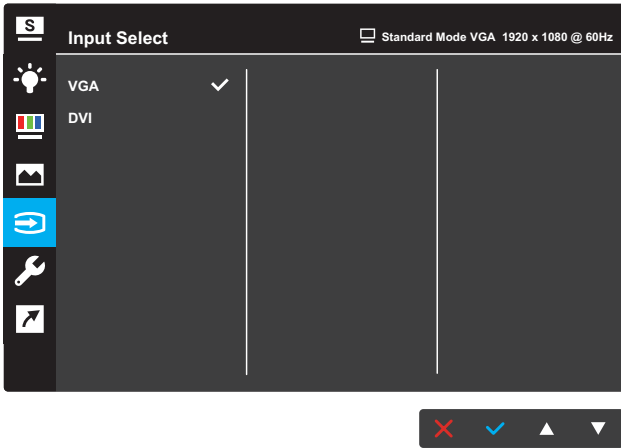 S
Input Select
Standard Mode VGA 1920 x 1080 @ 60Hz
VGA
DVI